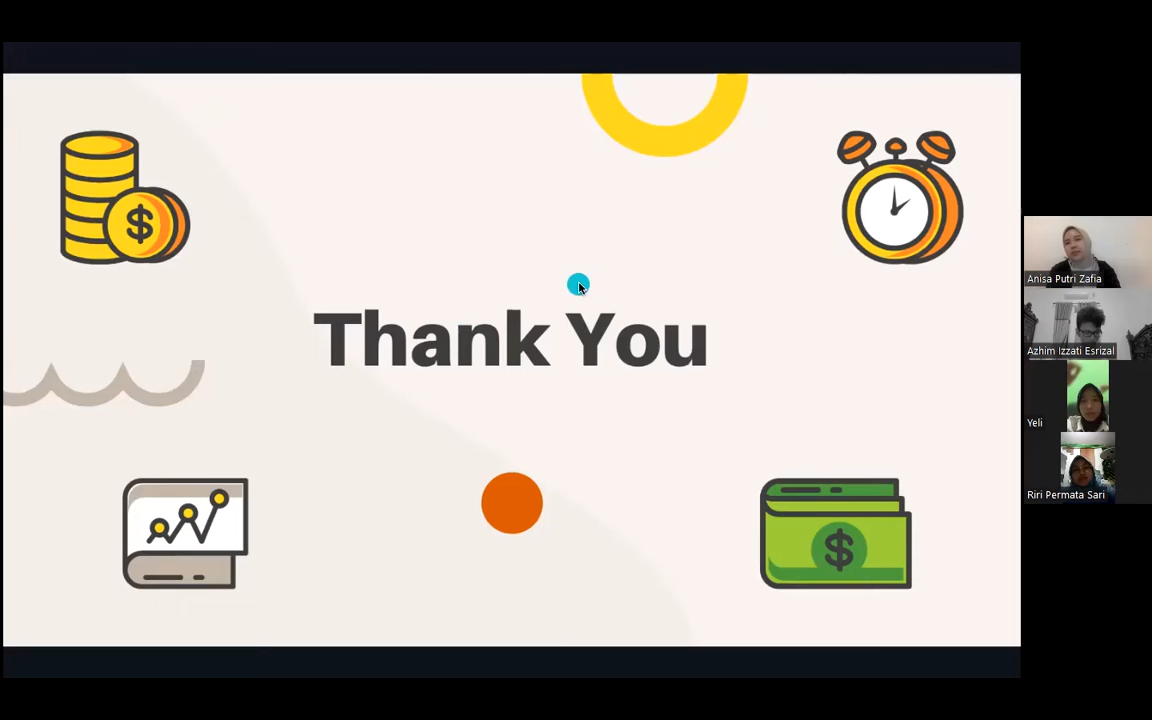 Thank You
$
$
Anisa Putri Zafia
Azhim Izzati Esrizal
Yeli
Riri Permata Sari